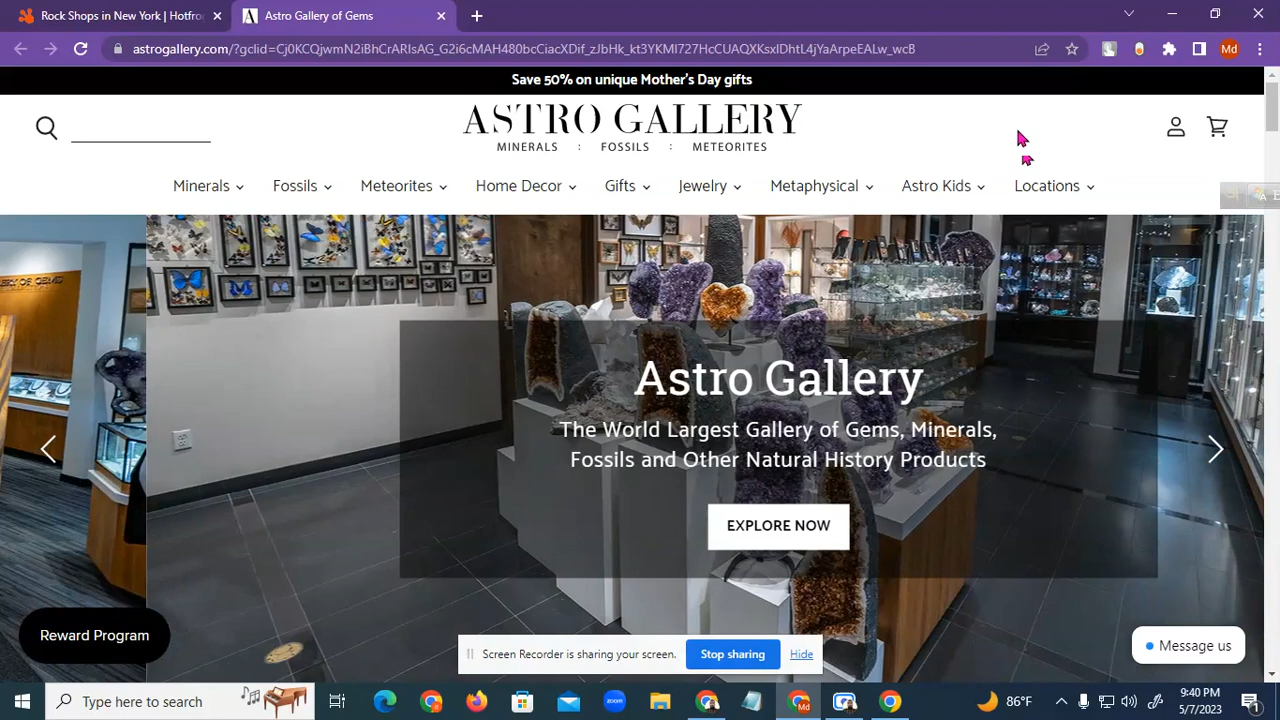 Rock Shops in New York | Hotfro
Astro Gallery of Gems
astrogallery.com/?gclid=Cj0KCQjwmN2iBhCrARIsAG_G2i6cMAH480bcCiacXDif_zJbHk_kt3YKMI727HcCUAQXKsxIDhtL4jYaArpeEALw_wcB
Md
Save 50% on unique Mother's Day gifts
ASTRO GALLERY
MINERALS : FOSSILS : METEORITES
Minerals Fossils Meteorites Home Decor Gifts Jewelry Metaphysical Astro Kids Locations
Astro Gallery
The World Largest Gallery of Gems, Minerals,
Fossils and Other Natural History Products
EXPLORE NOW
Reward Program
Message us
Screen Recorder is sharing your screen. Stop sharing Hide
Type here to search
86°F
9:40 PM
5/7/2023